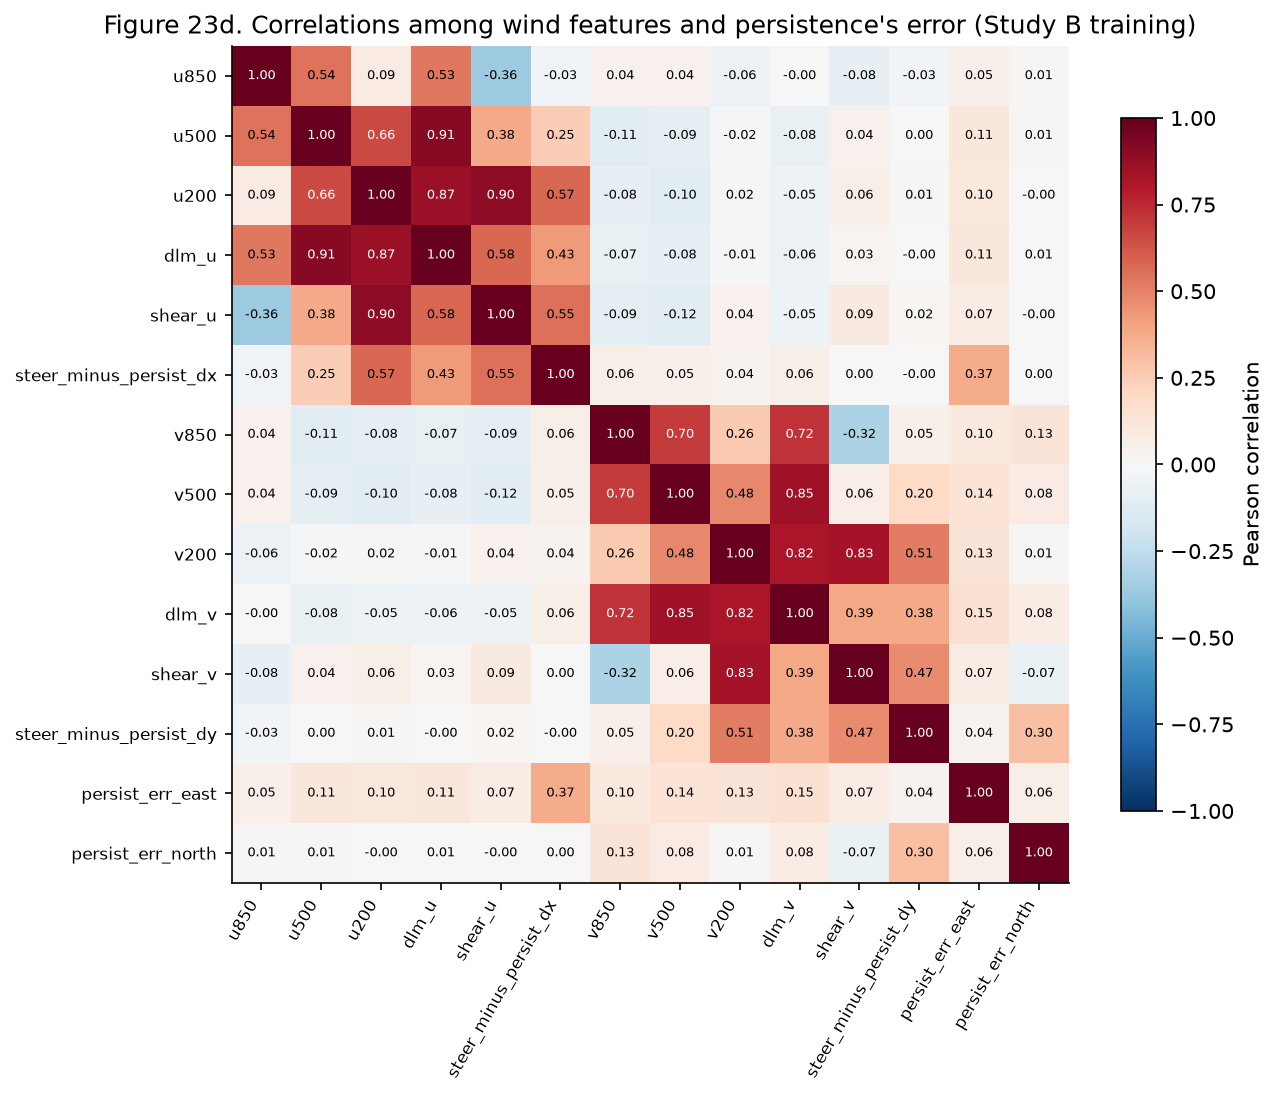 Figure 23d. Correlations among wind features and persistence's error (Study B training)
u850 1.00 0.54 0.09 0.53 -0.36 -0.03 0.04 0.04 -0.06 -0.00 -0.08 -0.03 0.05 0.01
u500 0.54 1.00 0.66 0.91 0.38 0.25 -0.11 -0.09 -0.02 -0.08 0.04 0.00 0.11 0.01
u200 0.09 0.66 1.00 0.87 0.90 0.57 -0.08 -0.10 0.02 -0.05 0.06 0.01 0.10 -0.00
dlm_u 0.53 0.91 0.87 1.00 0.58 0.43 -0.07 -0.08 -0.01 -0.06 0.03 -0.00 0.11 0.01
shear_u -0.36 0.38 0.90 0.58 1.00 0.55 -0.09 -0.12 0.04 -0.05 0.09 0.02 0.07 -0.00
steer_minus_persist_dx -0.03 0.25 0.57 0.43 0.55 1.00 0.06 0.05 0.04 0.06 0.00 -0.00 0.37 0.00
v850 0.04 -0.11 -0.08 -0.07 -0.09 0.06 1.00 0.70 0.26 0.72 -0.32 0.05 0.10 0.13
v500 0.04 -0.09 -0.10 -0.08 -0.12 0.05 0.70 1.00 0.48 0.85 0.06 0.20 0.14 0.08
v200 -0.06 -0.02 0.02 -0.01 0.04 0.04 0.26 0.48 1.00 0.82 0.83 0.51 0.13 0.01
dlm_v -0.00 -0.08 -0.05 -0.06 -0.05 0.06 0.72 0.85 0.82 1.00 0.39 0.38 0.15 0.08
shear_v -0.08 0.04 0.06 0.03 0.09 0.00 -0.32 0.06 0.83 0.39 1.00 0.47 0.07 -0.07
steer_minus_persist_dy -0.03 0.00 0.01 -0.00 0.02 -0.00 0.05 0.20 0.51 0.38 0.47 1.00 0.04 0.30
persist_err_east 0.05 0.11 0.10 0.11 0.07 0.37 0.10 0.14 0.13 0.15 0.07 0.04 1.00 0.06
persist_err_north 0.01 0.01 -0.00 0.01 -0.00 0.00 0.13 0.08 0.01 0.08 -0.07 0.30 0.06 1.00
u850
u500
u200
dlm_u
shear_u
steer_minus_persist_dx
v850
v500
v200
dlm_v
shear_v
steer_minus_persist_dy
persist_err_east
persist_err_north
1.00
0.75
0.50
0.25
0.00
−0.25
−0.50
−0.75
−1.00
Pearson correlation